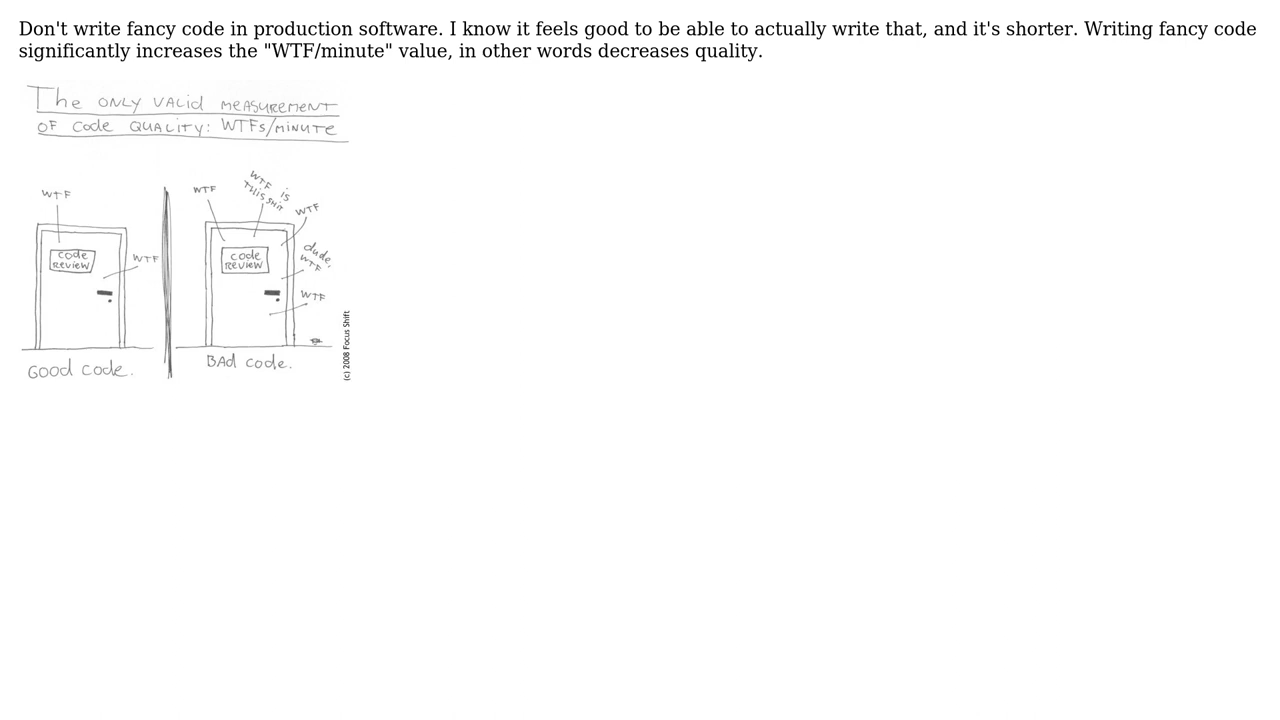 Don't write fancy code in production software. I know it feels good to be able to actually write that, and it's shorter. Writing fancy code
significantly increases the "WTF/minute" value, in other words decreases quality.
The ONLY VALid MEASUREMENT
OF Code QUALITY: WTFs/MINUTE
WTF
code
REVIEW
WTF
Good code.
WTF
WTF IS
THIS SHIT
WTF
code
REVIEW
dude,
WTF
WTF
BAd code.
(c) 2008 Focus Shift